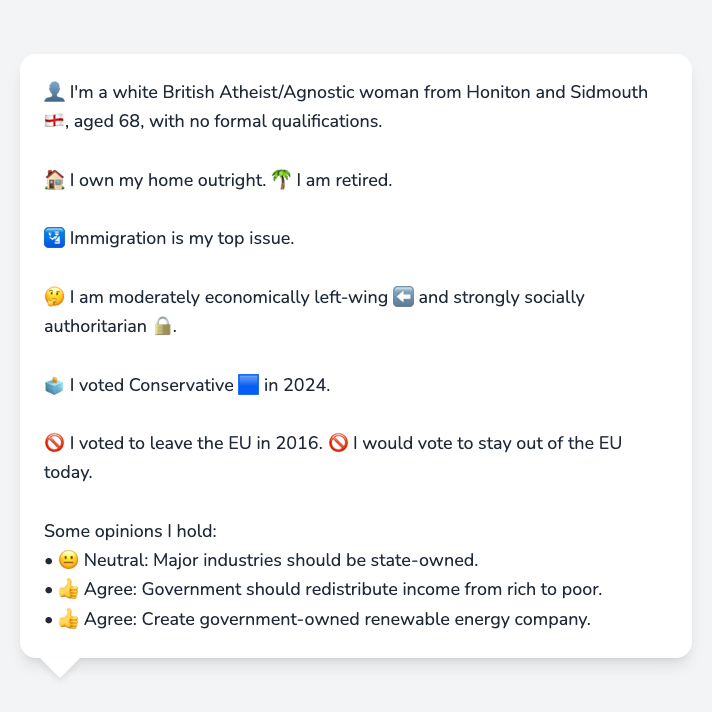 👤 I'm a white British Atheist/Agnostic woman from Honiton and Sidmouth
🏴󠁧󠁢󠁥󠁮󠁧󠁿, aged 68, with no formal qualifications.
🏠 I own my home outright. 🌴 I am retired.
🛂 Immigration is my top issue.
🤔 I am moderately economically left-wing ⬅️ and strongly socially
authoritarian 🔒.
🗳️ I voted Conservative 🟦 in 2024.
🚫 I voted to leave the EU in 2016. 🚫 I would vote to stay out of the EU
today.
Some opinions I hold:
• 😐 Neutral: Major industries should be state-owned.
• 👍 Agree: Government should redistribute income from rich to poor.
• 👍 Agree: Create government-owned renewable energy company.